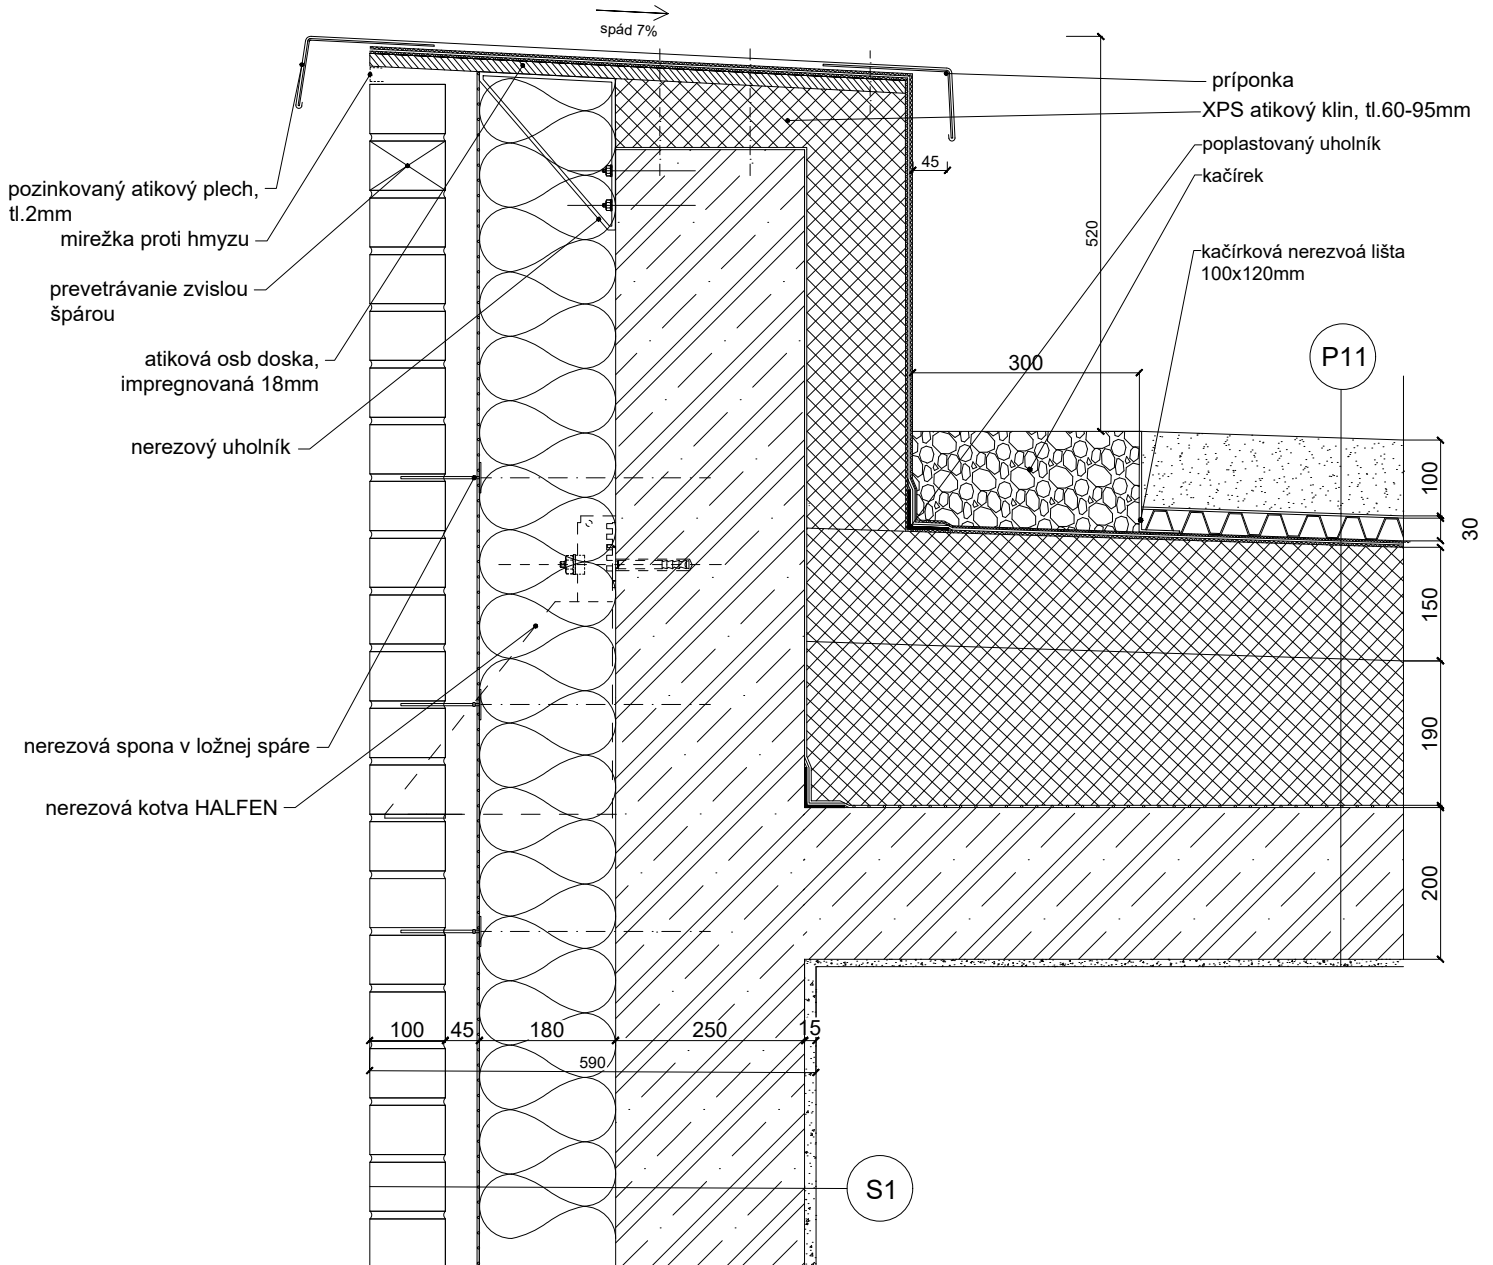 spád 7%
príponka
XPS atikový klin, tl.60-95mm
poplastovaný uholník
kačírek
45
pozinkovaný atikový plech,
tl.2mm
mirežka proti hmyzu
520
kačírková nerezvoá lišta
100x120mm
prevetrávanie zvislou
špárou
atiková osb doska,
impregnovaná 18mm
300
P11
nerezový uholník
100
30
150
190
nerezová spona v ložnej spáre
nerezová kotva HALFEN
200
100
45
180
250
15
590
S1